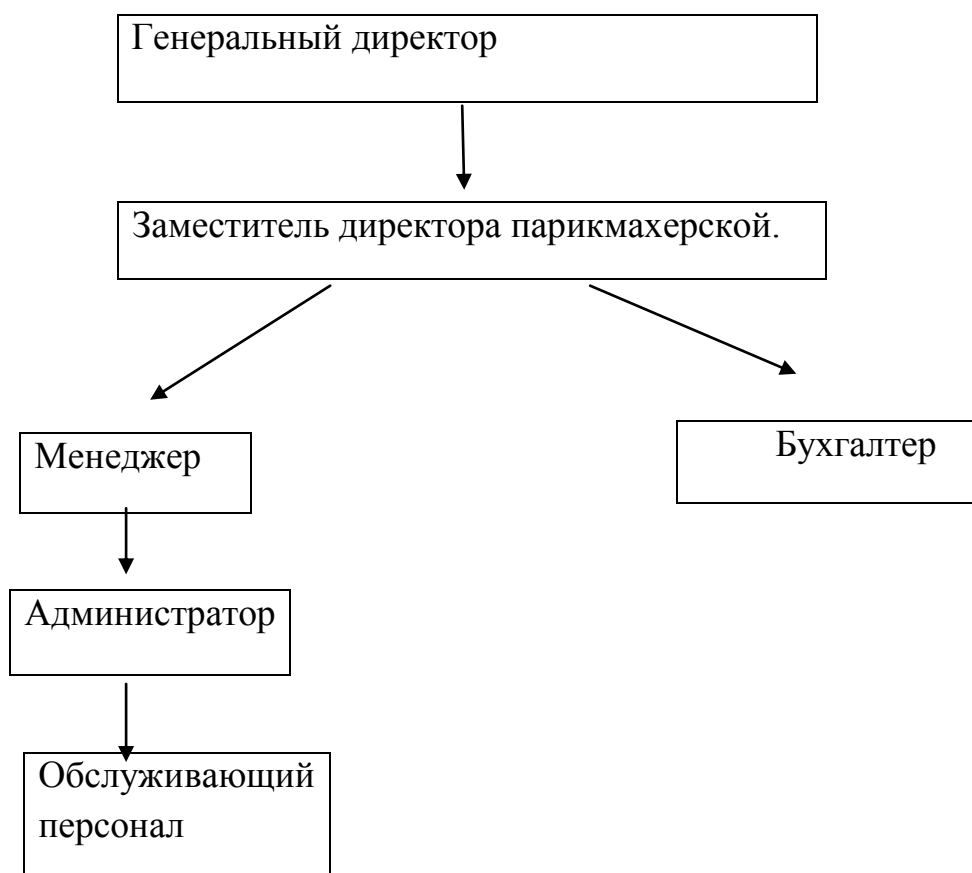 Генеральный директор
Заместитель директора парикмахерской.
Менеджер
Бухгалтер
Администратор
Обслуживающий
персонал